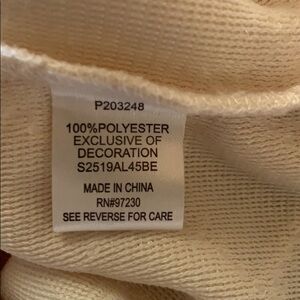 P203248
100%POLYESTER
EXCLUSIVE OF
DECORATION
S2519AL45BE
MADE IN CHINA
RN#97230
SEE REVERSE FOR CARE